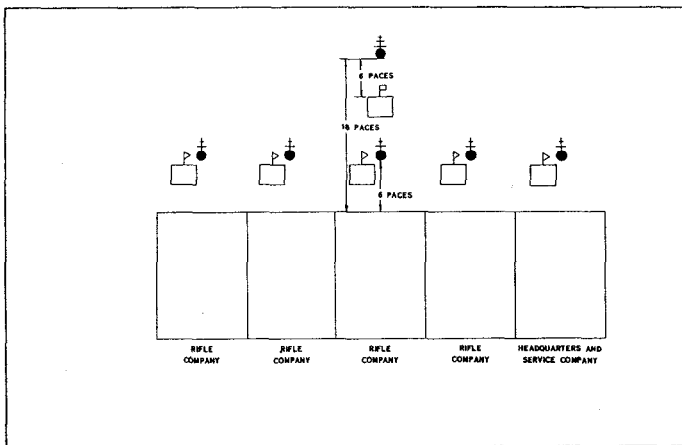 6 PACES
18 PACES
6 PACES
RIFLE COMPANY
RIFLE COMPANY
RIFLE COMPANY
RIFLE COMPANY
HEADQUARTERS AND SERVICE COMPANY